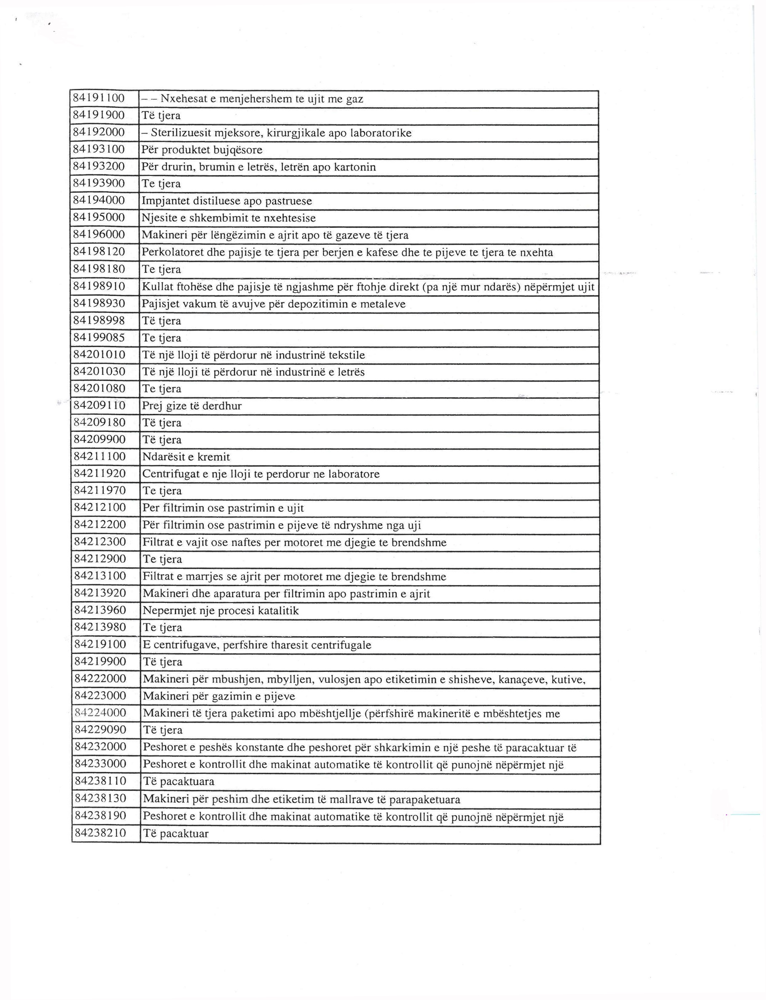 84191100 – – Nxehesat e menjehershem te ujit me gaz
84191900 Të tjera
84192000 – Sterilizuesit mjeksore, kirurgjikale apo laboratorike
84193100 Për produktet bujqësore
84193200 Për drurin, brumin e letrës, letrën apo kartonin
84193900 Te tjera
84194000 Impjantet distiluese apo pastruese
84195000 Njesite e shkembimit te nxehtesise
84196000 Makineri për lëngëzimin e ajrit apo të gazeve të tjera
84198120 Perkolatoret dhe pajisje te tjera per berjen e kafese dhe te pijeve te tjera te nxehta
84198180 Te tjera
84198910 Kullat ftohëse dhe pajisje të ngjashme për ftohje direkt (pa një mur ndarës) nëpërmjet ujit
84198930 Pajisjet vakum të avujve për depozitimin e metaleve
84198998 Të tjera
84199085 Te tjera
84201010 Të një lloji të përdorur në industrinë tekstile
84201030 Të një lloji të përdorur në industrinë e letrës
84201080 Te tjera
84209110 Prej gize të derdhur
84209180 Të tjera
84209900 Të tjera
84211100 Ndarësit e kremit
84211920 Centrifugat e nje lloji te perdorur ne laboratore
84211970 Te tjera
84212100 Per filtrimin ose pastrimin e ujit
84212200 Për filtrimin ose pastrimin e pijeve të ndryshme nga uji
84212300 Filtrat e vajit ose naftes per motoret me djegie te brendshme
84212900 Te tjera
84213100 Filtrat e marrjes se ajrit per motoret me djegie te brendshme
84213920 Makineri dhe aparatura per filtrimin apo pastrimin e ajrit
84213960 Nepermjet nje procesi katalitik
84213980 Te tjera
84219100 E centrifugave, perfshire tharesit centrifugale
84219900 Të tjera
84222000 Makineri për mbushjen, mbylljen, vulosjen apo etiketimin e shisheve, kanaçeve, kutive,
84223000 Makineri për gazimin e pijeve
84224000 Makineri të tjera paketimi apo mbështjellje (përfshirë makineritë e mbështetjes me
84229090 Të tjera
84232000 Peshoret e peshës konstante dhe peshoret për shkarkimin e një peshe të paracaktuar të
84233000 Peshoret e kontrollit dhe makinat automatike të kontrollit që punojnë nëpërmjet një
84238110 Të pacaktuara
84238130 Makineri për peshim dhe etiketim të mallrave të parapaketuara
84238190 Peshoret e kontrollit dhe makinat automatike të kontrollit që punojnë nëpërmjet një
84238210 Të pacaktuar